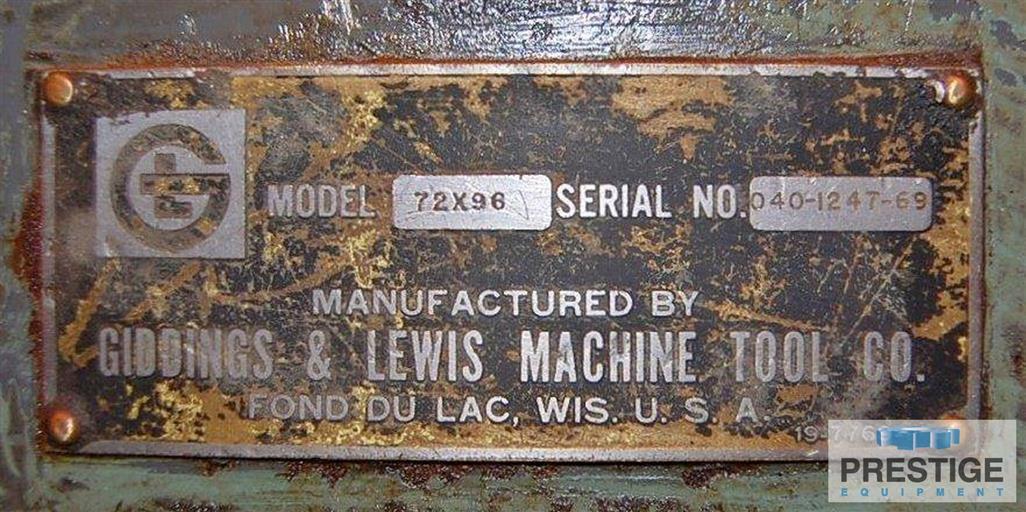 MODEL 72X96 SERIAL NO. 040-1247-69
MANUFACTURED BY
GIDDINGS & LEWIS MACHINE TOOL CO.
FOND DU LAC, WIS. U. S. A.
PRESTIGE
EQUIPMENT